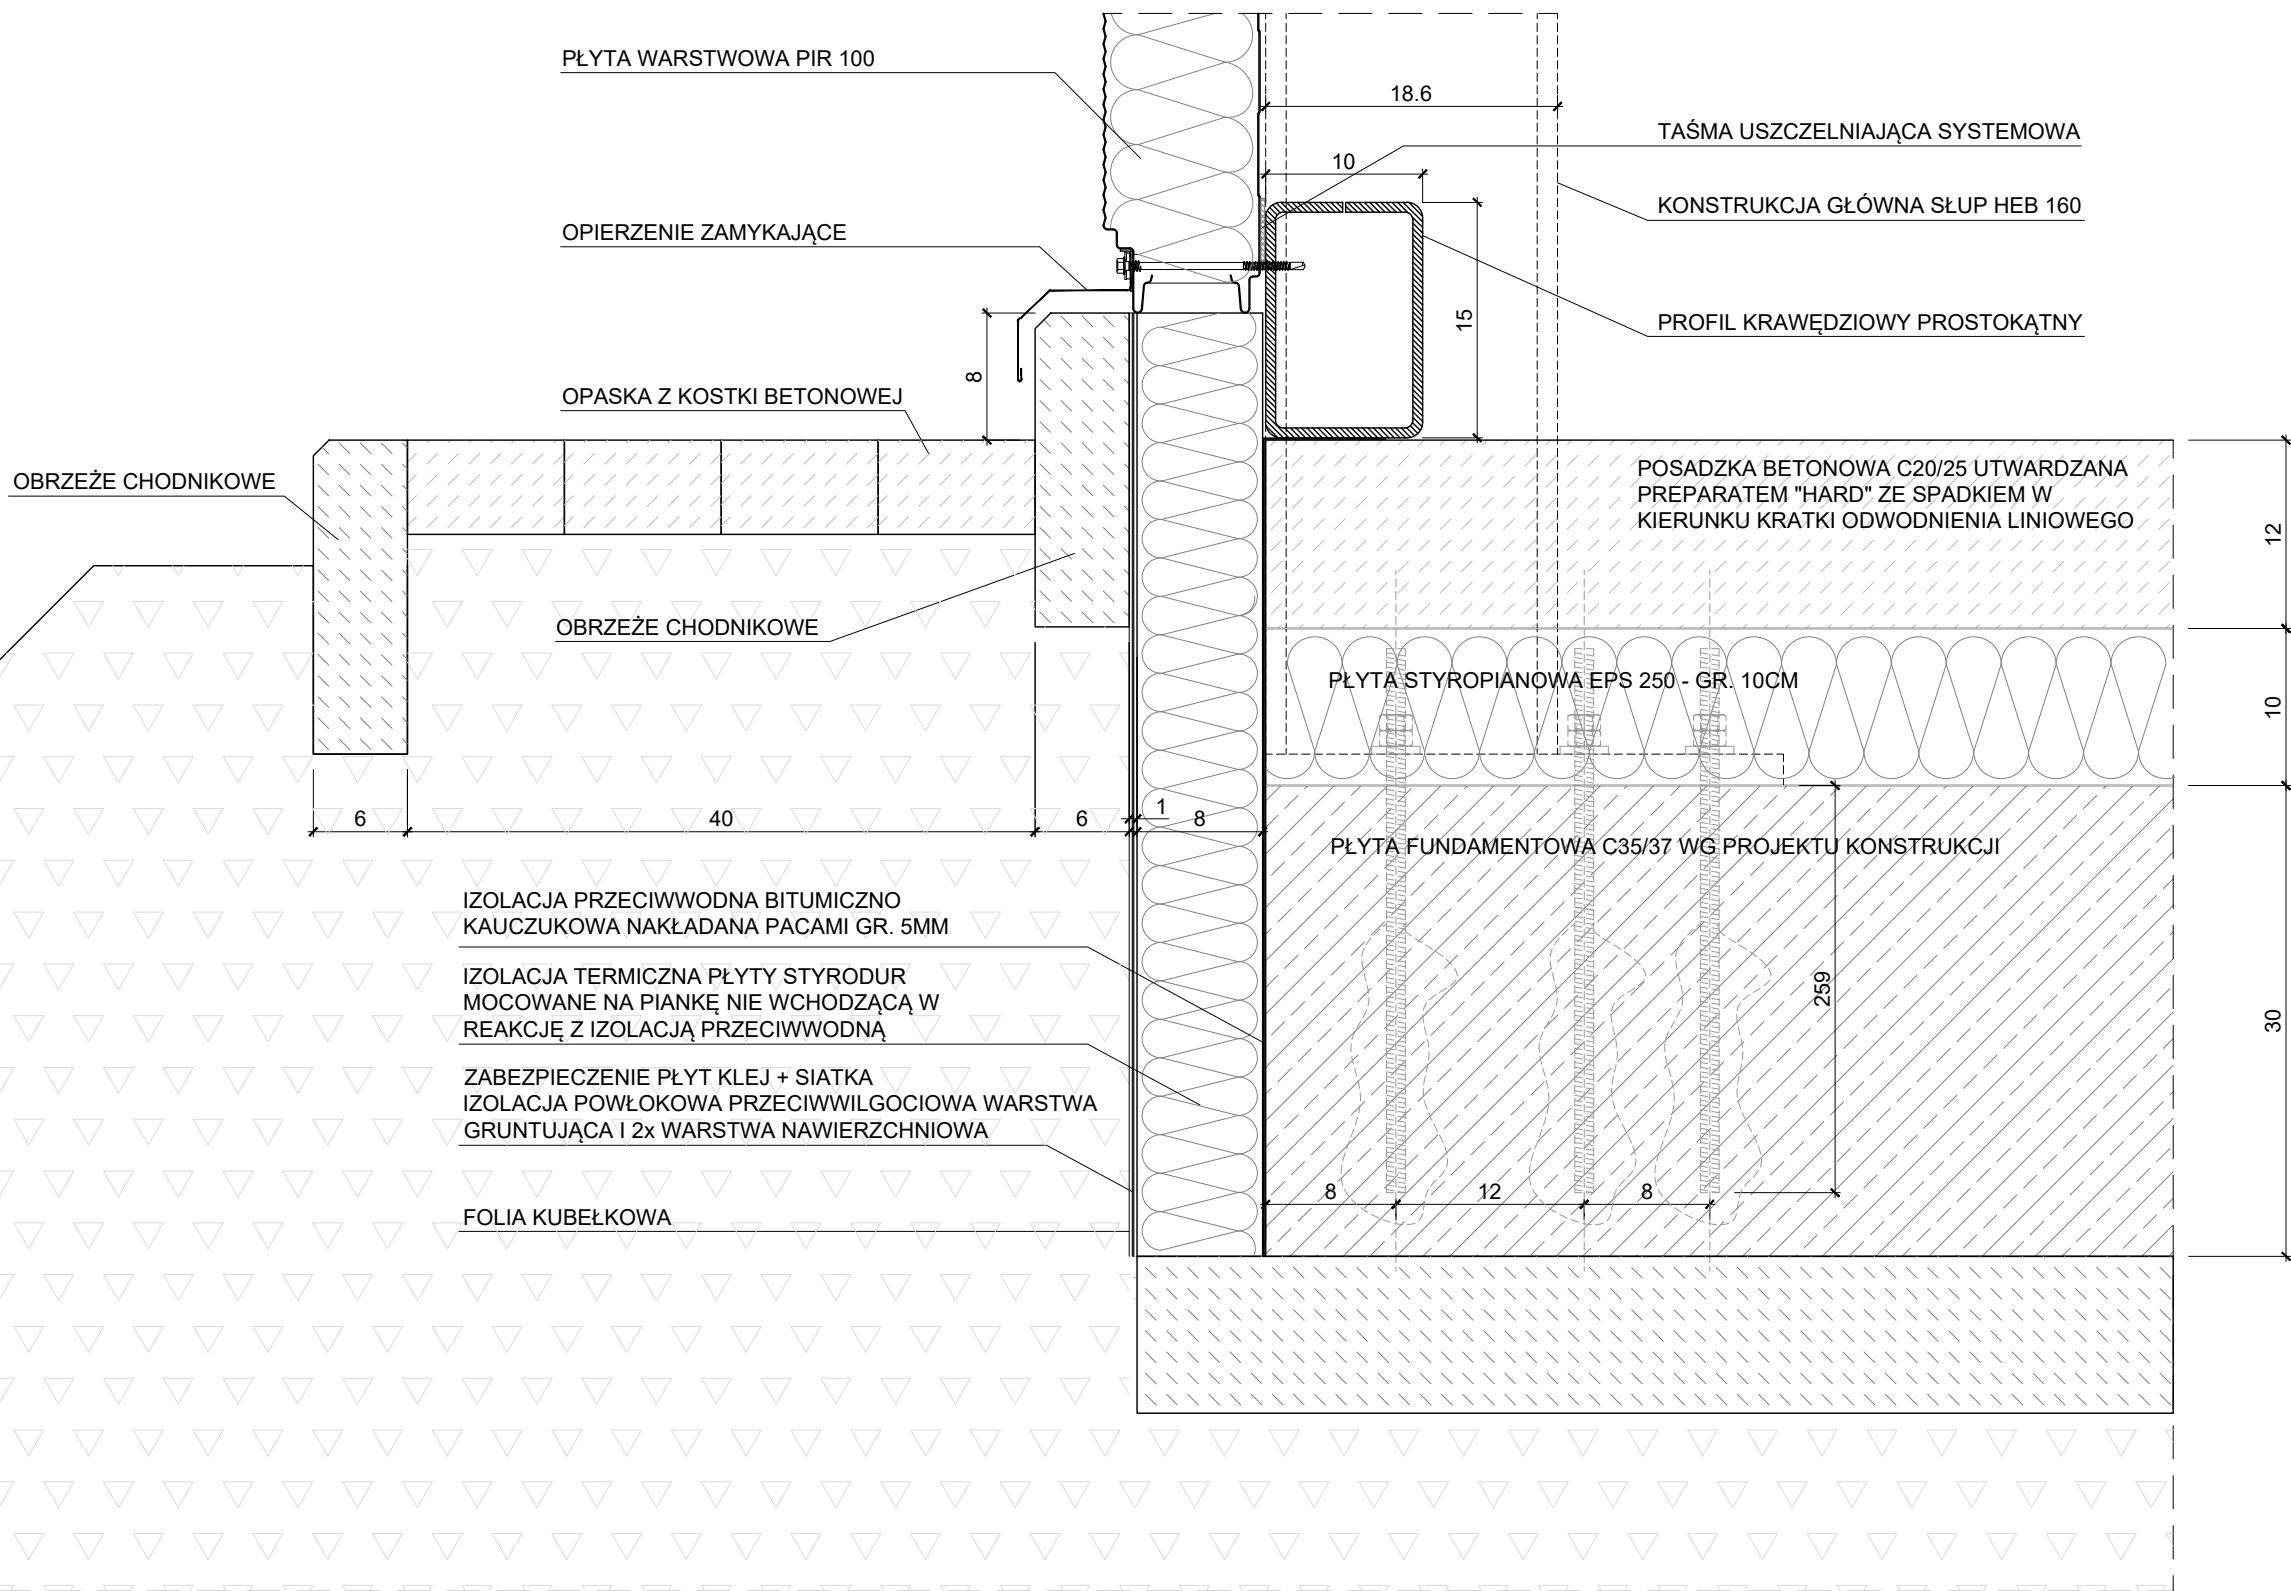 PŁYTA WARSTWOWA PIR 100
18.6
TAŚMA USZCZELNIAJĄCA SYSTEMOWA
10
KONSTRUKCJA GŁÓWNA SŁUP HEB 160
OPIERZENIE ZAMYKAJĄCE
15
PROFIL KRAWĘDZIOWY PROSTOKĄTNY
8
OPASKA Z KOSTKI BETONOWEJ
OBRZEŻE CHODNIKOWE
POSADZKA BETONOWA C20/25 UTWARDZANA
PREPARATEM "HARD" ZE SPADKIEM W
KIERUNKU KRATKI ODWODNIENIA LINIOWEGO
12
OBRZEŻE CHODNIKOWE
PŁYTA STYROPIANOWA EPS 250 - GR. 10CM
10
6
40
6
1
8
PŁYTA FUNDAMENTOWA C35/37 WG PROJEKTU KONSTRUKCJI
IZOLACJA PRZECIWWODNA BITUMICZNO
KAUCZUKOWA NAKŁADANA PACAMI GR. 5MM
IZOLACJA TERMICZNA PŁYTY STYRODUR
MOCOWANE NA PIANKĘ NIE WCHODZĄCĄ W
REAKCJĘ Z IZOLACJĄ PRZECIWWODNĄ
259
30
ZABEZPIECZENIE PŁYT KLEJ + SIATKA
IZOLACJA POWŁOKOWA PRZECIWWILGOCIOWA WARSTWA
GRUNTUJĄCA I 2x WARSTWA NAWIERZCHNIOWA
8
12
8
FOLIA KUBEŁKOWA